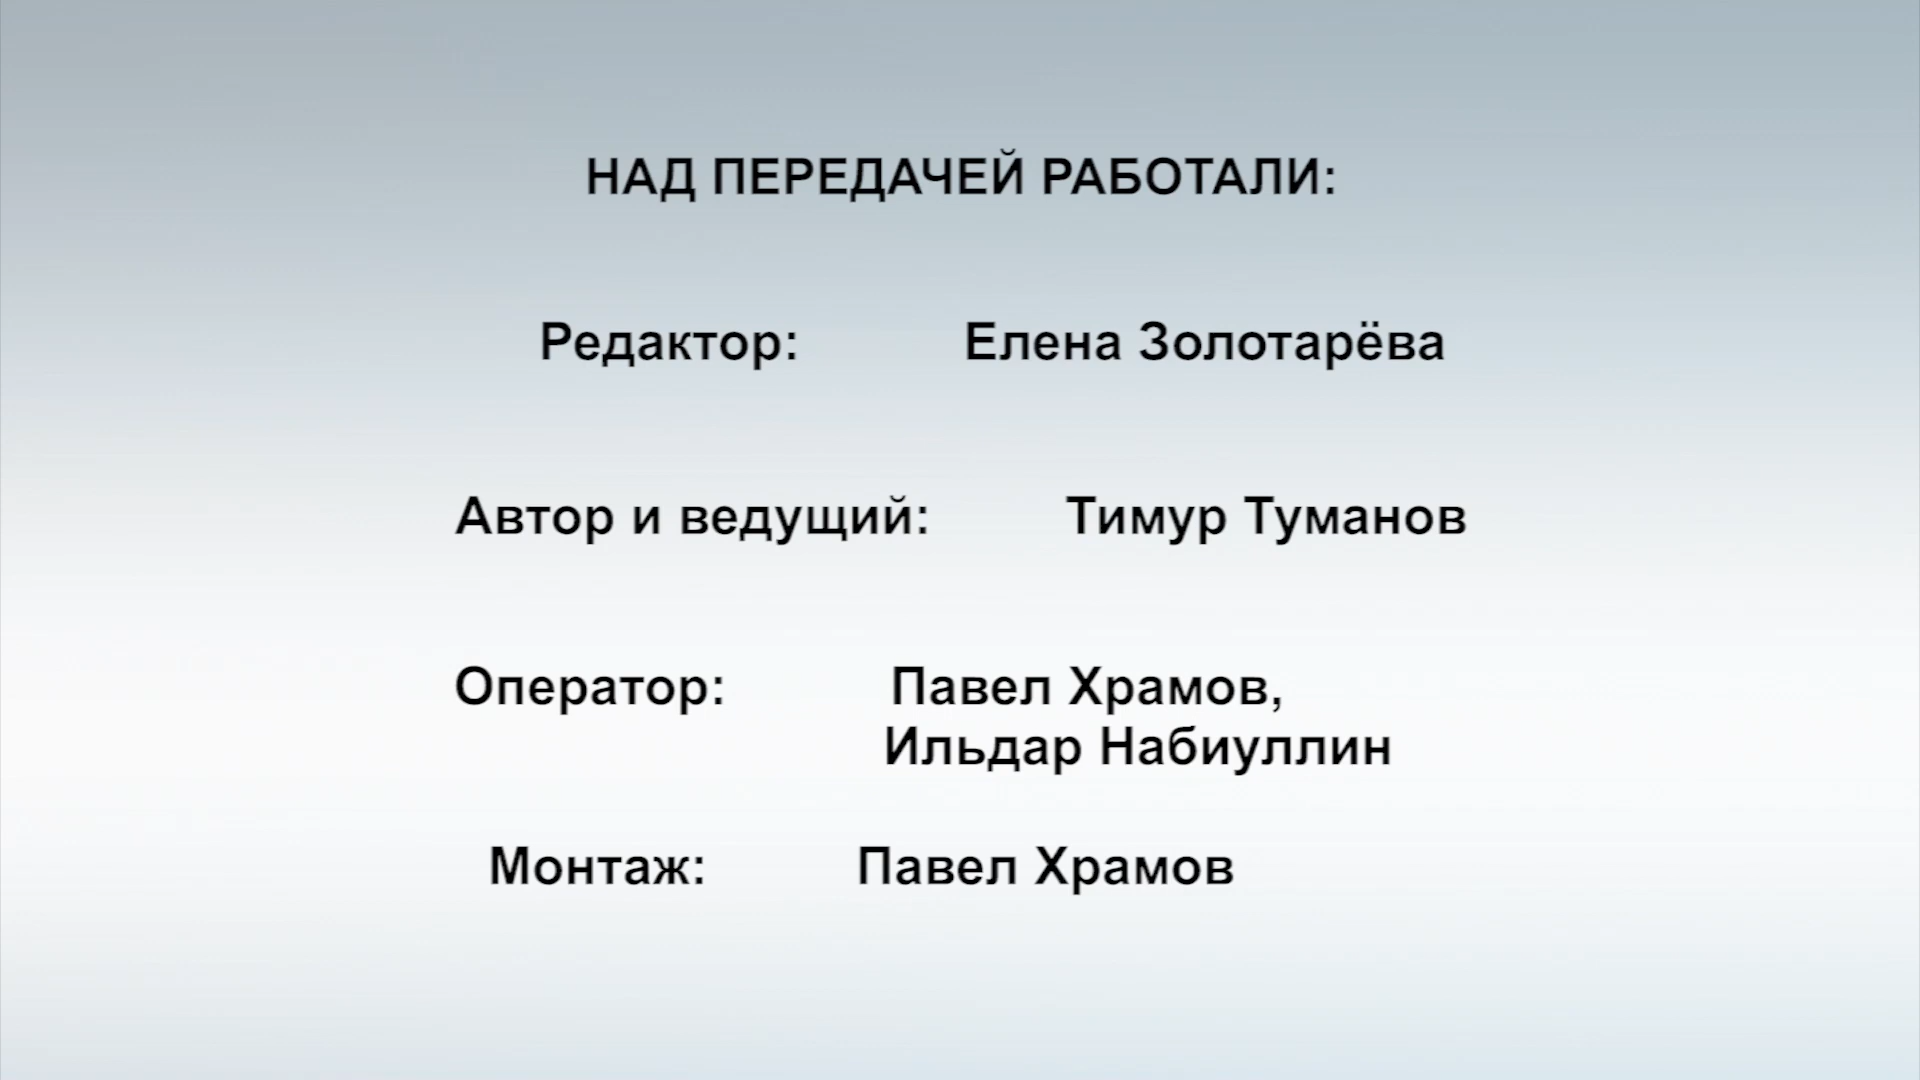 НАД ПЕРЕДАЧЕЙ РАБОТАЛИ:
Редактор: Елена Золотарёва
Автор и ведущий: Тимур Туманов
Оператор: Павел Храмов,
Ильдар Набиуллин
Монтаж: Павел Храмов